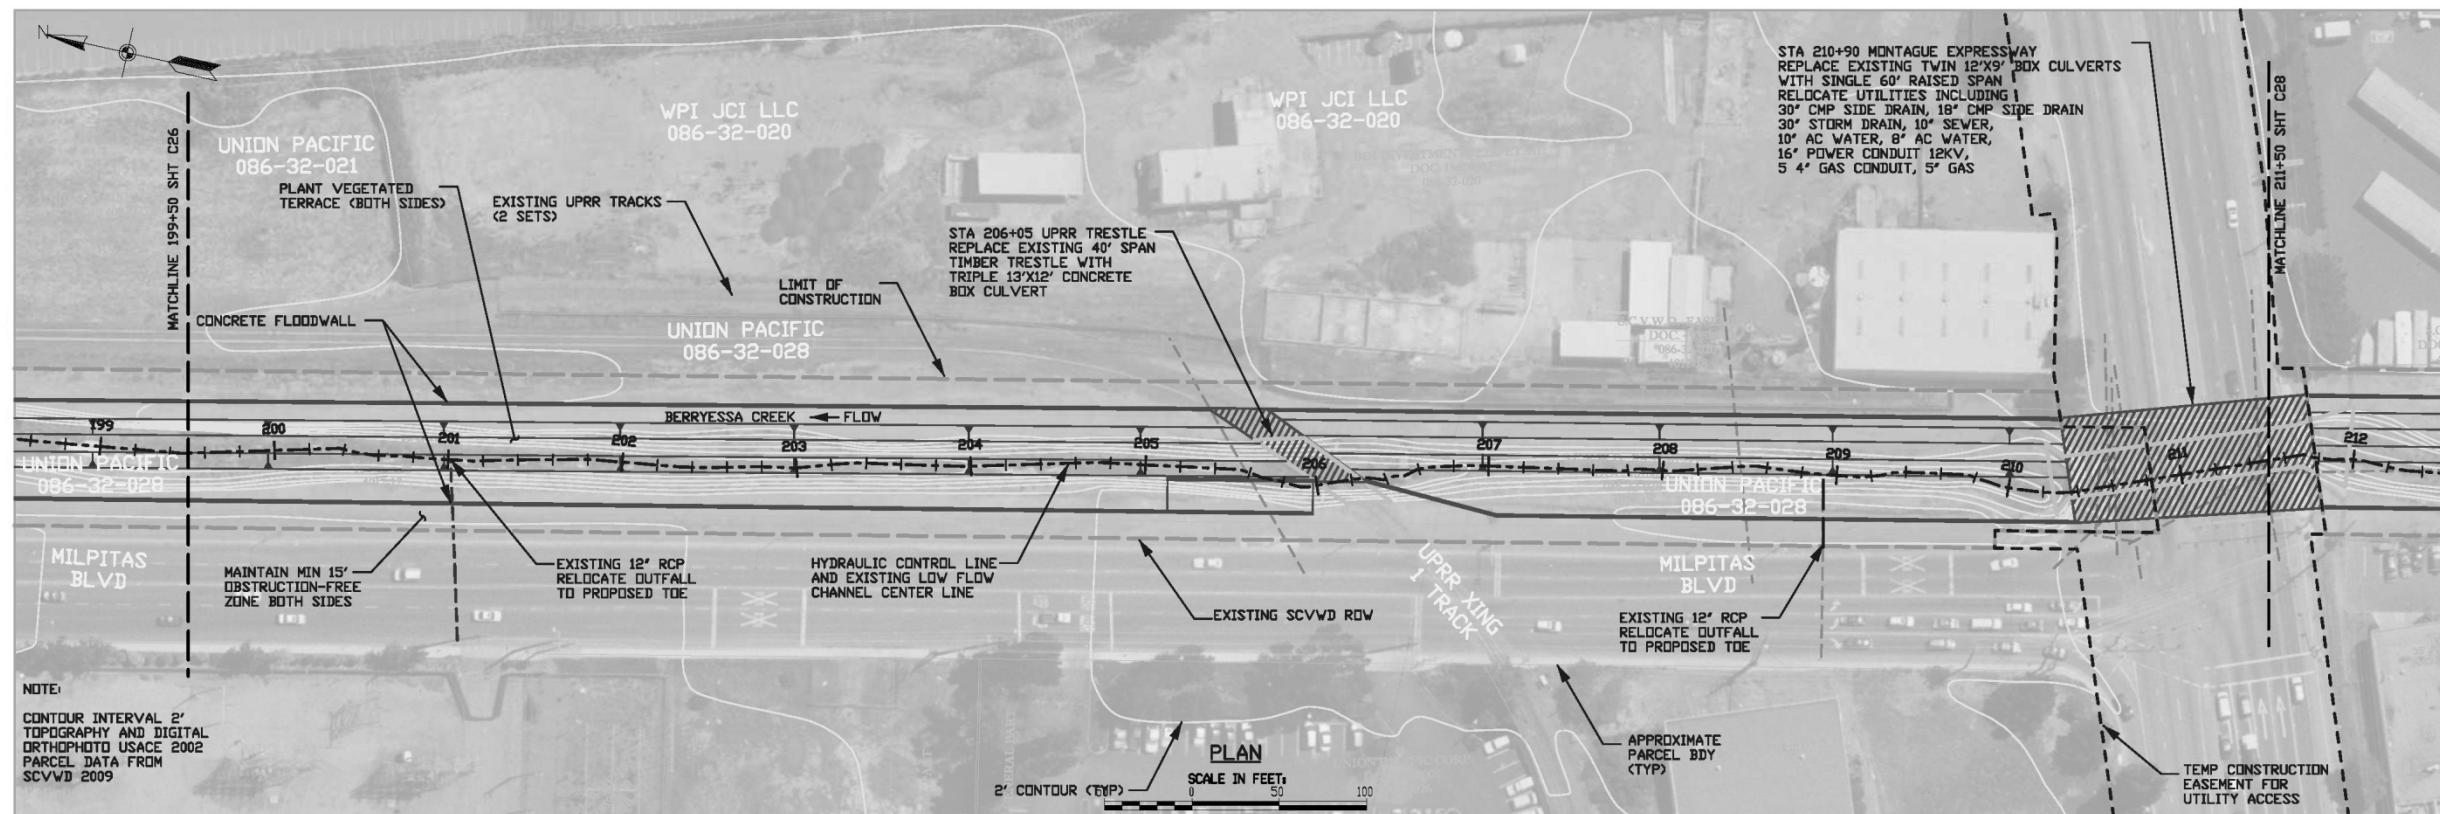 N
STA 210+90 MONTAGUE EXPRESSWAY
REPLACE EXISTING TWIN 12'X9' BOX CULVERTS
WITH SINGLE 60' RAISED SPAN
RELOCATE UTILITIES INCLUDING
30" CMP SIDE DRAIN, 18" CMP SIDE DRAIN
30" STORM DRAIN, 10" SEWER,
10" AC WATER, 8" AC WATER,
16" POWER CONDUIT 12KV,
5 4" GAS CONDUIT, 5" GAS
MATCHLINE 199+50 SHT C26
MATCHLINE 211+50 SHT C28
UNION PACIFIC
086-32-021
WPI JCI LLC
086-32-020
WPI JCI LLC
086-32-020
PLANT VEGETATED
TERRACE (BOTH SIDES)
EXISTING UPRR TRACKS
(2 SETS)
STA 206+05 UPRR TRESTLE
REPLACE EXISTING 40' SPAN
TIMBER TRESTLE WITH
TRIPLE 13'X12' CONCRETE
BOX CULVERT
LIMIT OF
CONSTRUCTION
CONCRETE FLOODWALL
UNION PACIFIC
086-32-028
BERRYESSA CREEK
FLOW
199
200
201
202
203
204
205
206
207
208
209
210
211
212
UNION PACIFIC
086-32-028
UNION PACIFIC
086-32-028
MILPITAS
BLVD
MAINTAIN MIN 15'
OBSTRUCTION-FREE
ZONE BOTH SIDES
EXISTING 12" RCP
RELOCATE OUTFALL
TO PROPOSED TOE
HYDRAULIC CONTROL LINE
AND EXISTING LOW FLOW
CHANNEL CENTER LINE
EXISTING SCVWD ROW
UPRR XING
1 TRACK
MILPITAS
BLVD
EXISTING 12" RCP
RELOCATE OUTFALL
TO PROPOSED TOE
NOTE:
CONTOUR INTERVAL 2'
TOPOGRAPHY AND DIGITAL
ORTHOPHOTO USACE 2002
PARCEL DATA FROM
SCVWD 2009
2' CONTOUR (TYP)
PLAN
SCALE IN FEET:
0
50
100
APPROXIMATE
PARCEL BDY
(TYP)
TEMP CONSTRUCTION
EASEMENT FOR
UTILITY ACCESS